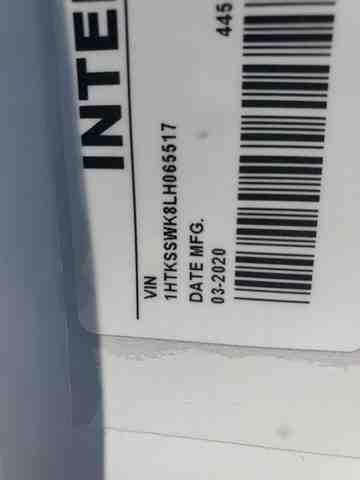 INTE
VIN
1HTKSSWK8LH065517
DATE MFG.
03-2020
445